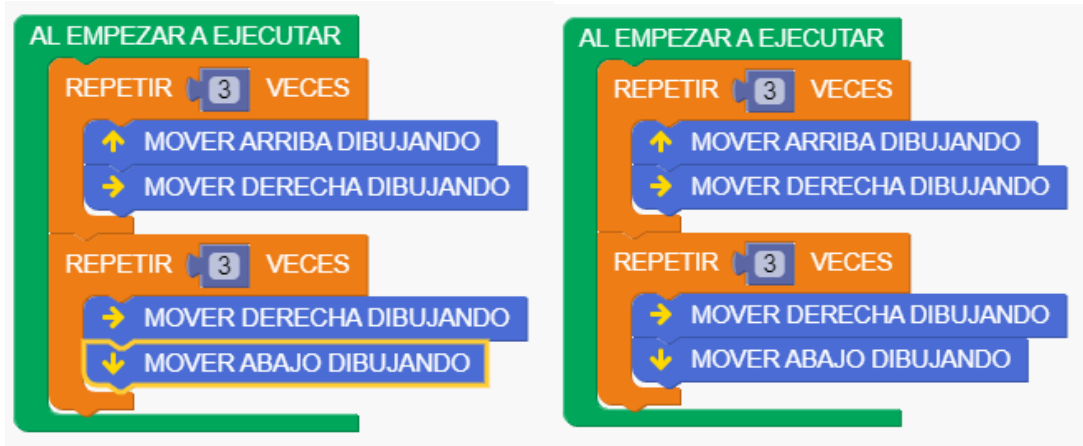 AL EMPEZAR A EJECUTAR
REPETIR 3 VECES
MOVER ARRIBA DIBUJANDO
MOVER DERECHA DIBUJANDO
REPETIR 3 VECES
MOVER DERECHA DIBUJANDO
MOVER ABAJO DIBUJANDO
AL EMPEZAR A EJECUTAR
REPETIR 3 VECES
MOVER ARRIBA DIBUJANDO
MOVER DERECHA DIBUJANDO
REPETIR 3 VECES
MOVER DERECHA DIBUJANDO
MOVER ABAJO DIBUJANDO